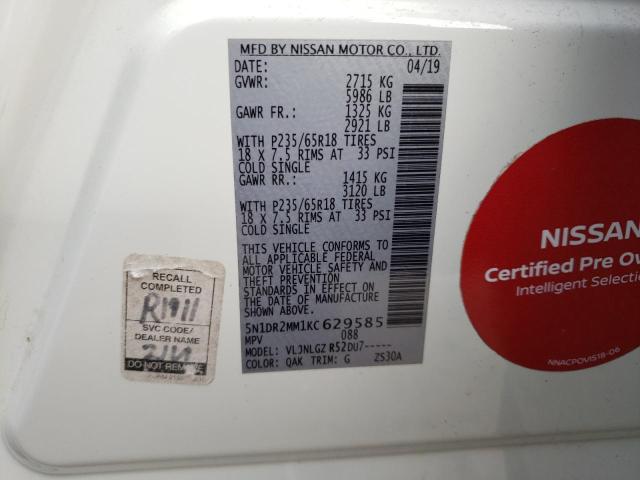 MFD BY NISSAN MOTOR CO., LTD.
DATE: 04/19
GVWR: 2715 KG
5986 LB
GAWR FR.: 1325 KG
2921 LB
WITH P235/65R18 TIRES
18 X 7.5 RIMS AT 33 PSI
COLD SINGLE
GAWR RR.: 1415 KG
3120 LB
WITH P235/65R18 TIRES
18 X 7.5 RIMS AT 33 PSI
COLD SINGLE
THIS VEHICLE CONFORMS TO
ALL APPLICABLE FEDERAL
MOTOR VEHICLE SAFETY AND
THEFT PREVENTION
STANDARDS IN EFFECT ON
THE DATE OF MANUFACTURE
SHOWN ABOVE.
5N1DR2MM1KC629585
MPV 088
MODEL: VLJNLGZ R52DU7-----
COLOR: QAK TRIM: G ZS30A
RECALL
COMPLETED
R1911
SVC CODE/
DEALER NAME
DO NOT REMOVE
NISSAN
Certified Pre Ow
Intelligent Selectio
NNACPOVIS18-06